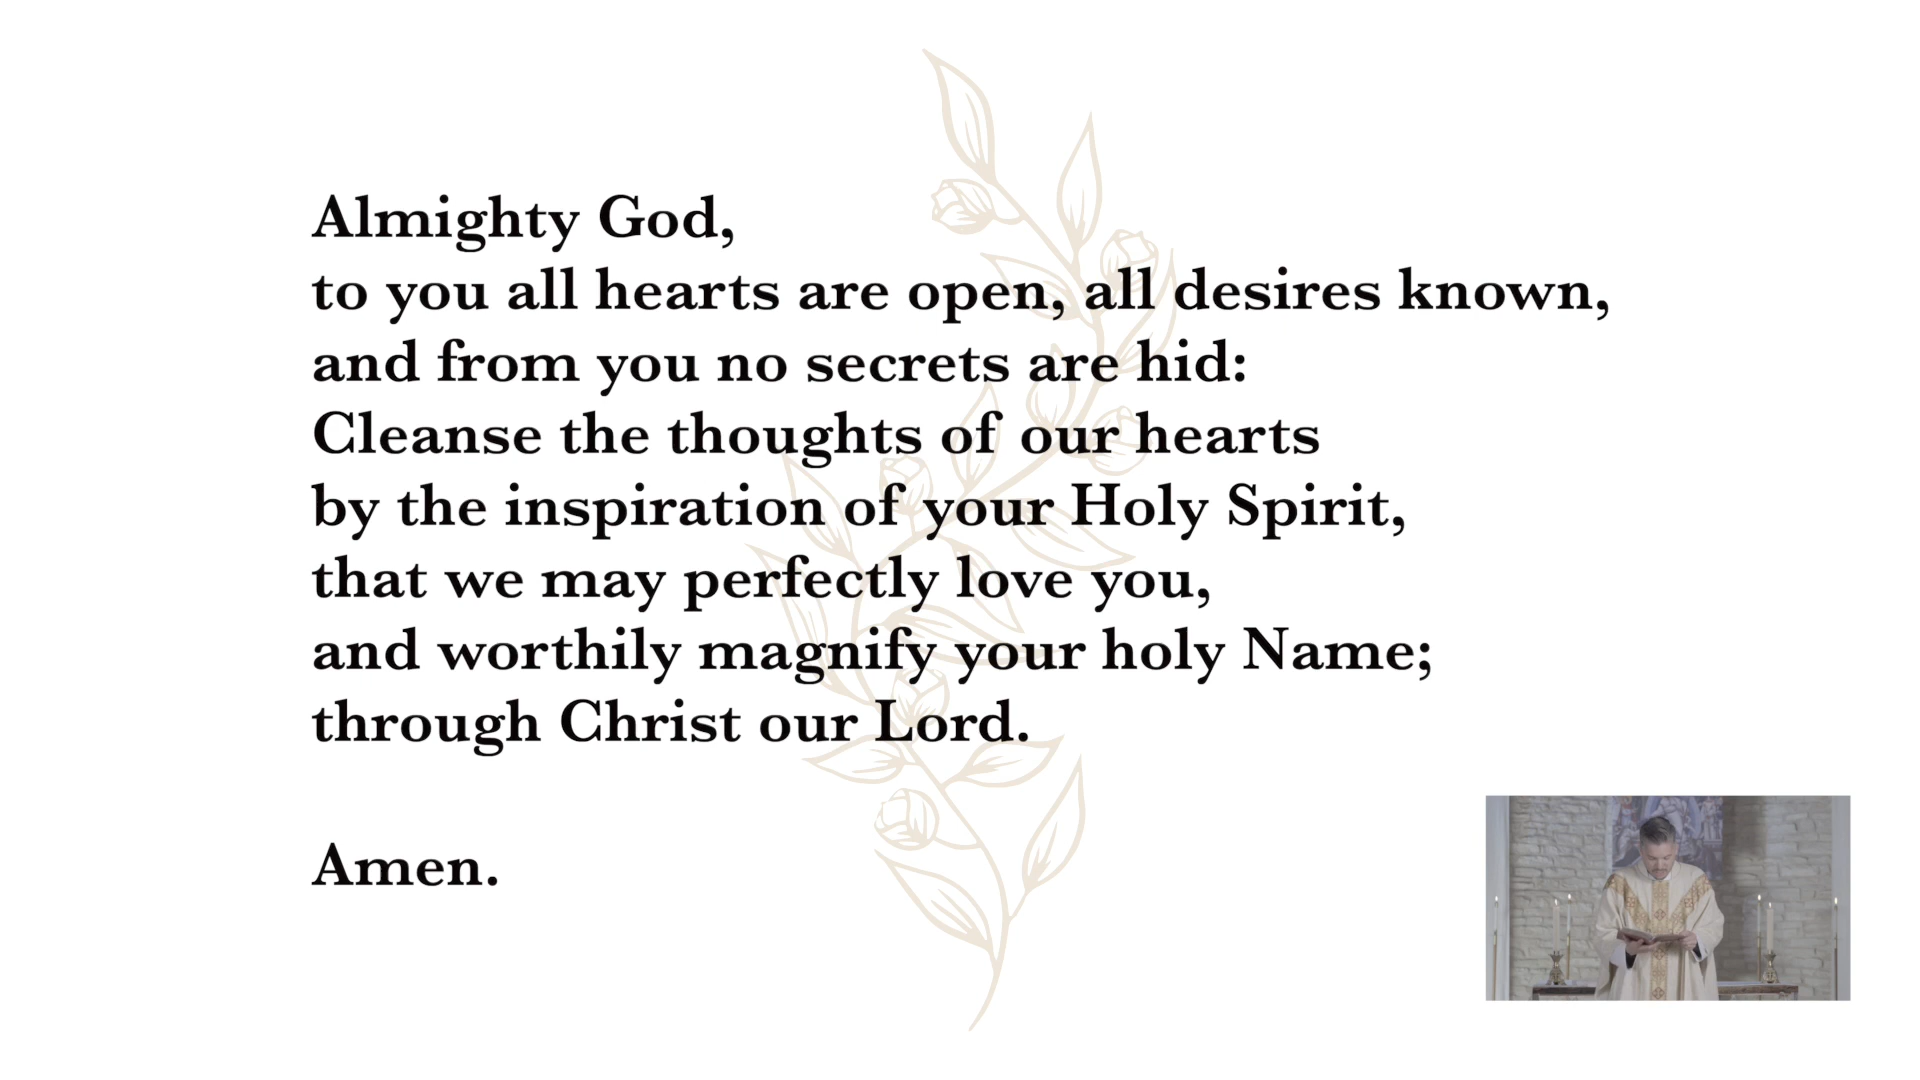 Almighty God,
to you all hearts are open, all desires known,
and from you no secrets are hid:
Cleanse the thoughts of our hearts
by the inspiration of your Holy Spirit,
that we may perfectly love you,
and worthily magnify your holy Name;
through Christ our Lord.
Amen.